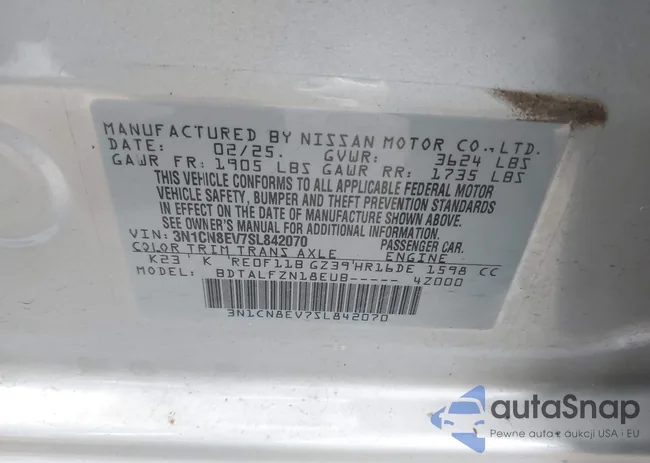 MANUFACTURED BY NISSAN MOTOR CO., LTD.
DATE: 02/25. GVWR: 3624 LBS
GAWR FR: 1905 LBS GAWR RR: 1735 LBS
THIS VEHICLE CONFORMS TO ALL APPLICABLE FEDERAL MOTOR
VEHICLE SAFETY, BUMPER AND THEFT PREVENTION STANDARDS
IN EFFECT ON THE DATE OF MANUFACTURE SHOWN ABOVE.
SEE OWNER'S MANUAL FOR ADDITIONAL INFORMATION.
VIN: 3N1CN8EV7SL842070 PASSENGER CAR.
COLOR TRIM TRANS AXLE ENGINE
K23 K RE0F11B GZ39 HR16DE 1598 CC
MODEL: BDTALFZN18EUB----- 4Z000
3N1CN8EV7SL842070
autoSnap
Pewne auta z aukcji USA i EU